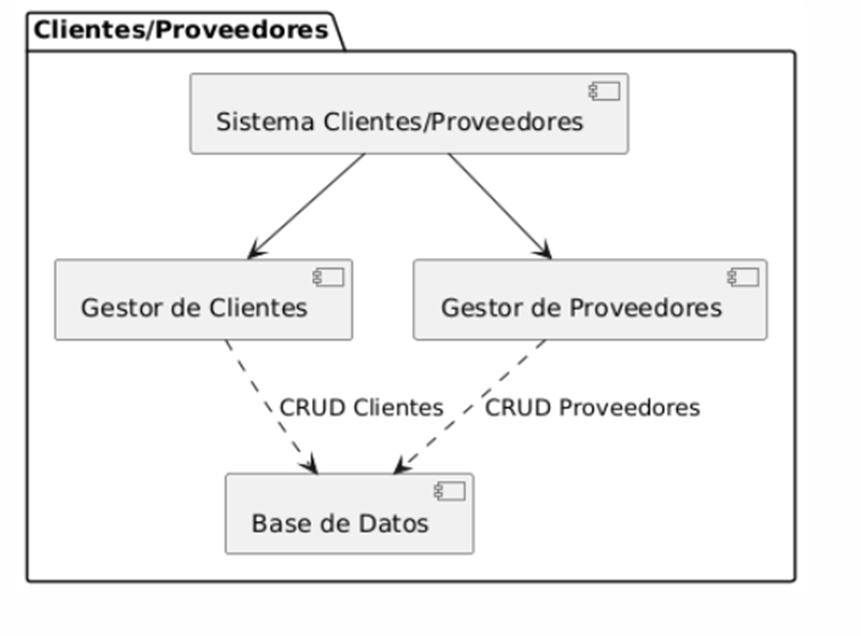 Clientes/Proveedores
Sistema Clientes/Proveedores
Gestor de Clientes
Gestor de Proveedores
CRUD Clientes
CRUD Proveedores
Base de Datos